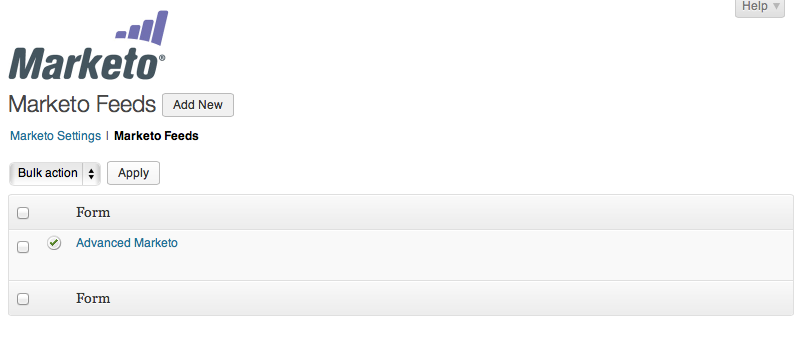 Help
Marketo®
Marketo Feeds Add New
Marketo Settings | Marketo Feeds
Bulk action Apply
Form
Advanced Marketo
Form